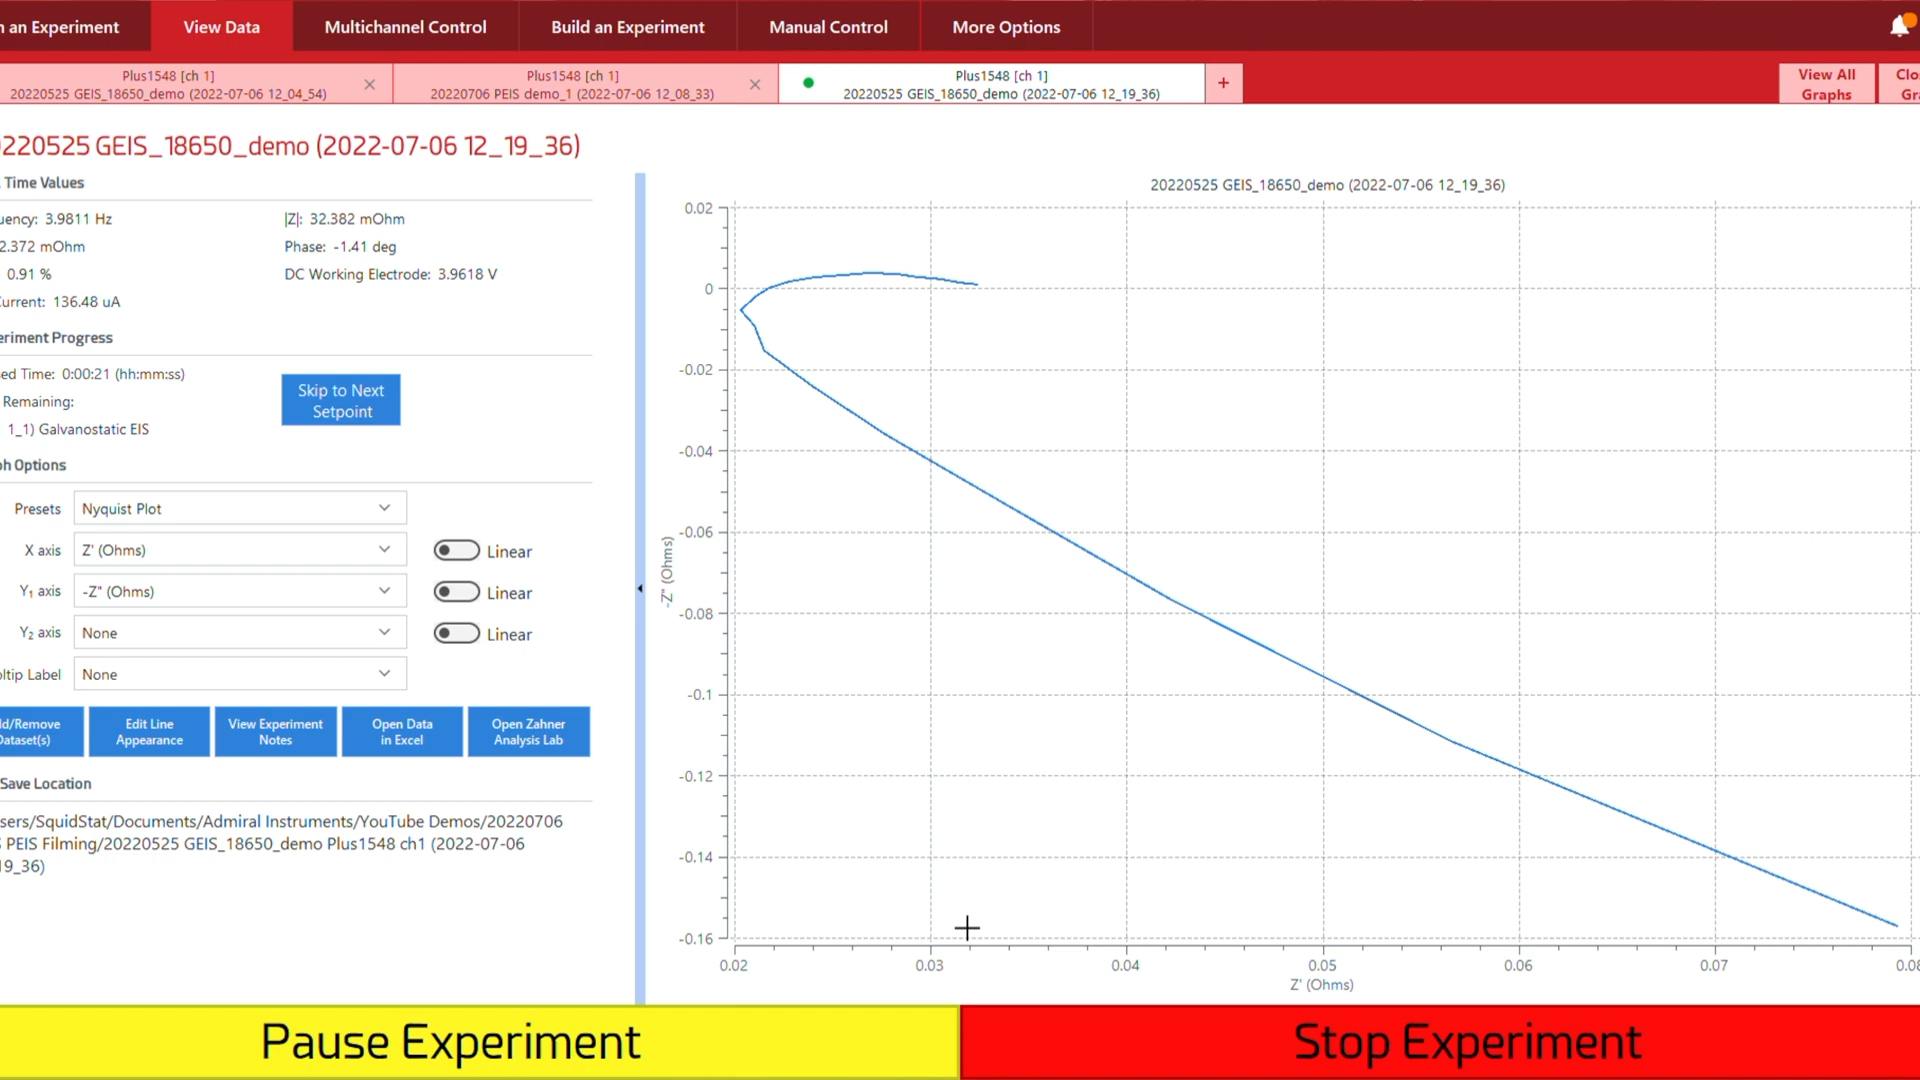 n an Experiment
View Data
Multichannel Control
Build an Experiment
Manual Control
More Options
Plus1548 [ch 1]
20220525 GEIS_18650_demo (2022-07-06 12_04_54)
Plus1548 [ch 1]
20220706 PEIS demo_1 (2022-07-06 12_08_33)
Plus1548 [ch 1]
20220525 GEIS_18650_demo (2022-07-06 12_19_36)
+
View All
Graphs
Clo
Gra
0220525 GEIS_18650_demo (2022-07-06 12_19_36)
Time Values
uency: 3.9811 Hz
|Z|: 32.382 mOhm
2.372 mOhm
Phase: -1.41 deg
0.91 %
DC Working Electrode: 3.9618 V
urrent: 136.48 uA
eriment Progress
sed Time: 0:00:21 (hh:mm:ss)
Remaining:
1_1) Galvanostatic EIS
Skip to Next
Setpoint
ph Options
Presets
Nyquist Plot
X axis
Z' (Ohms)
Linear
Y₁ axis
-Z" (Ohms)
Linear
Y₂ axis
None
Linear
oltip Label
None
ld/Remove
Dataset(s)
Edit Line
Appearance
View Experiment
Notes
Open Data
in Excel
Open Zahner
Analysis Lab
Save Location
sers/SquidStat/Documents/Admiral Instruments/YouTube Demos/20220706
PEIS Filming/20220525 GEIS_18650_demo Plus1548 ch1 (2022-07-06
19_36)
20220525 GEIS_18650_demo (2022-07-06 12_19_36)
0.02
0
-0.02
-0.04
-0.06
-0.08
-0.1
-0.12
-0.14
-0.16
-Z" (Ohms)
0.02
0.03
0.04
0.05
0.06
0.07
0.08
Z' (Ohms)
Pause Experiment
Stop Experiment